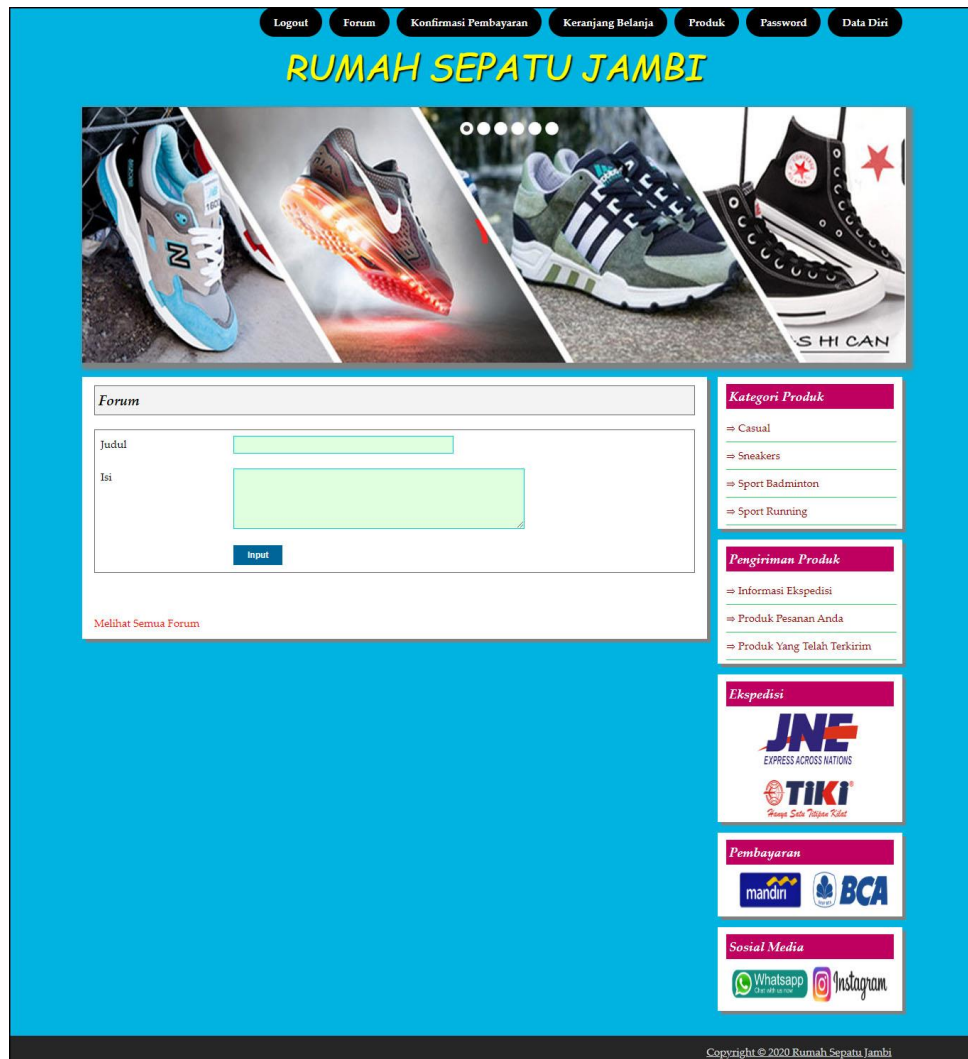 Logout Forum Konfirmasi Pembayaran Keranjang Belanja Produk Password Data Diri
RUMAH SEPATU JAMBI
N
CONVERSE
S HI CAN
Forum
Judul
Isi
Input
Melihat Semua Forum
Kategori Produk
⇒ Casual
⇒ Sneakers
⇒ Sport Badminton
⇒ Sport Running
Pengiriman Produk
⇒ Informasi Ekspedisi
⇒ Produk Pesanan Anda
⇒ Produk Yang Telah Terkirim
Ekspedisi
JNE
EXPRESS ACROSS NATIONS
TIKI
Hanya Satu Titipan Kilat
Pembayaran
mandiri BCA
Sosial Media
Whatsapp
Chat with us now
Instagram
Copyright © 2020 Rumah Sepatu Jambi